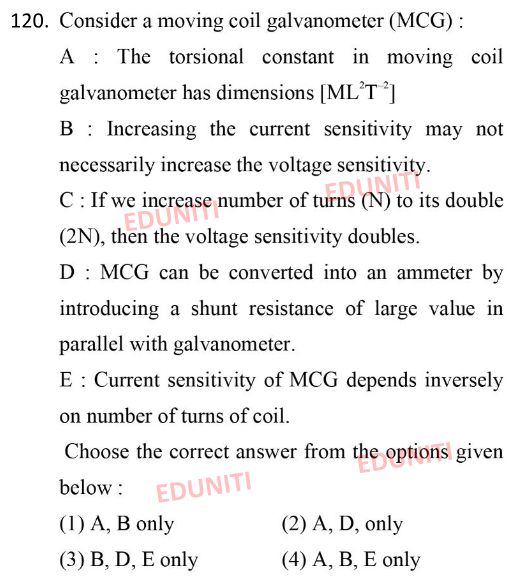 120. Consider a moving coil galvanometer (MCG) :
A : The torsional constant in moving coil
galvanometer has dimensions [ML²T⁻²]
B : Increasing the current sensitivity may not
necessarily increase the voltage sensitivity.
EDUNITI
C : If we increase number of turns (N) to its double
EDUNITI
(2N), then the voltage sensitivity doubles.
D : MCG can be converted into an ammeter by
introducing a shunt resistance of large value in
parallel with galvanometer.
E : Current sensitivity of MCG depends inversely
on number of turns of coil.
Choose the correct answer from the options given
EDUNITI
below :
EDUNITI
(1) A, B only (2) A, D, only
(3) B, D, E only (4) A, B, E only